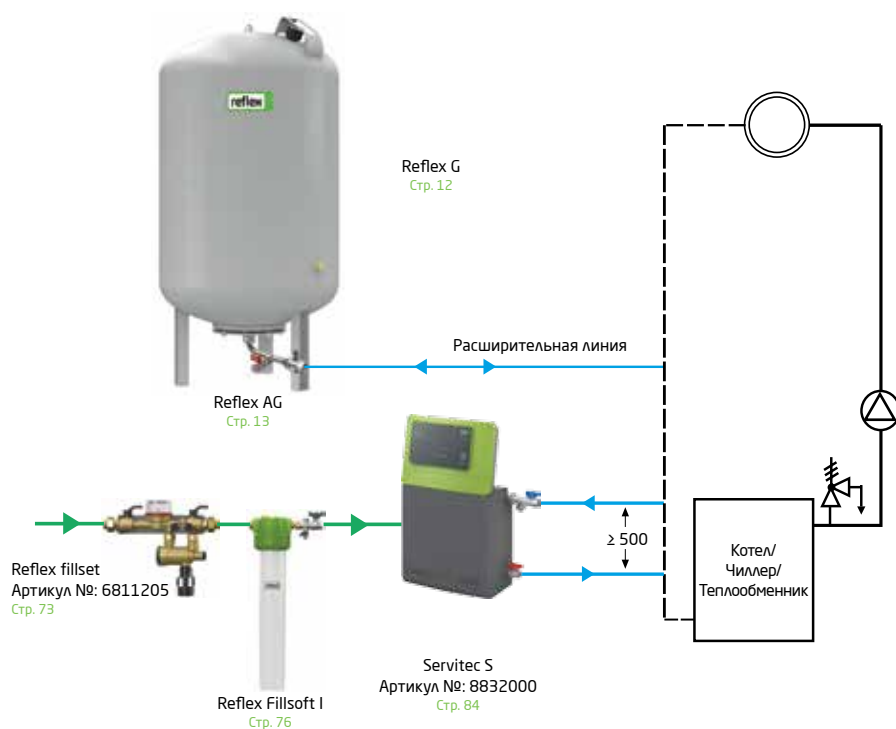 reflex
Reflex G
Стр. 12
Расширительная линия
Reflex AG
Стр. 13
≥ 500
Котел/
Чиллер/
Теплообменник
Reflex fillset
Артикул №: 6811205
Стр. 73
Reflex Fillsoft I
Стр. 76
Servitec S
Артикул №: 8832000
Стр. 84